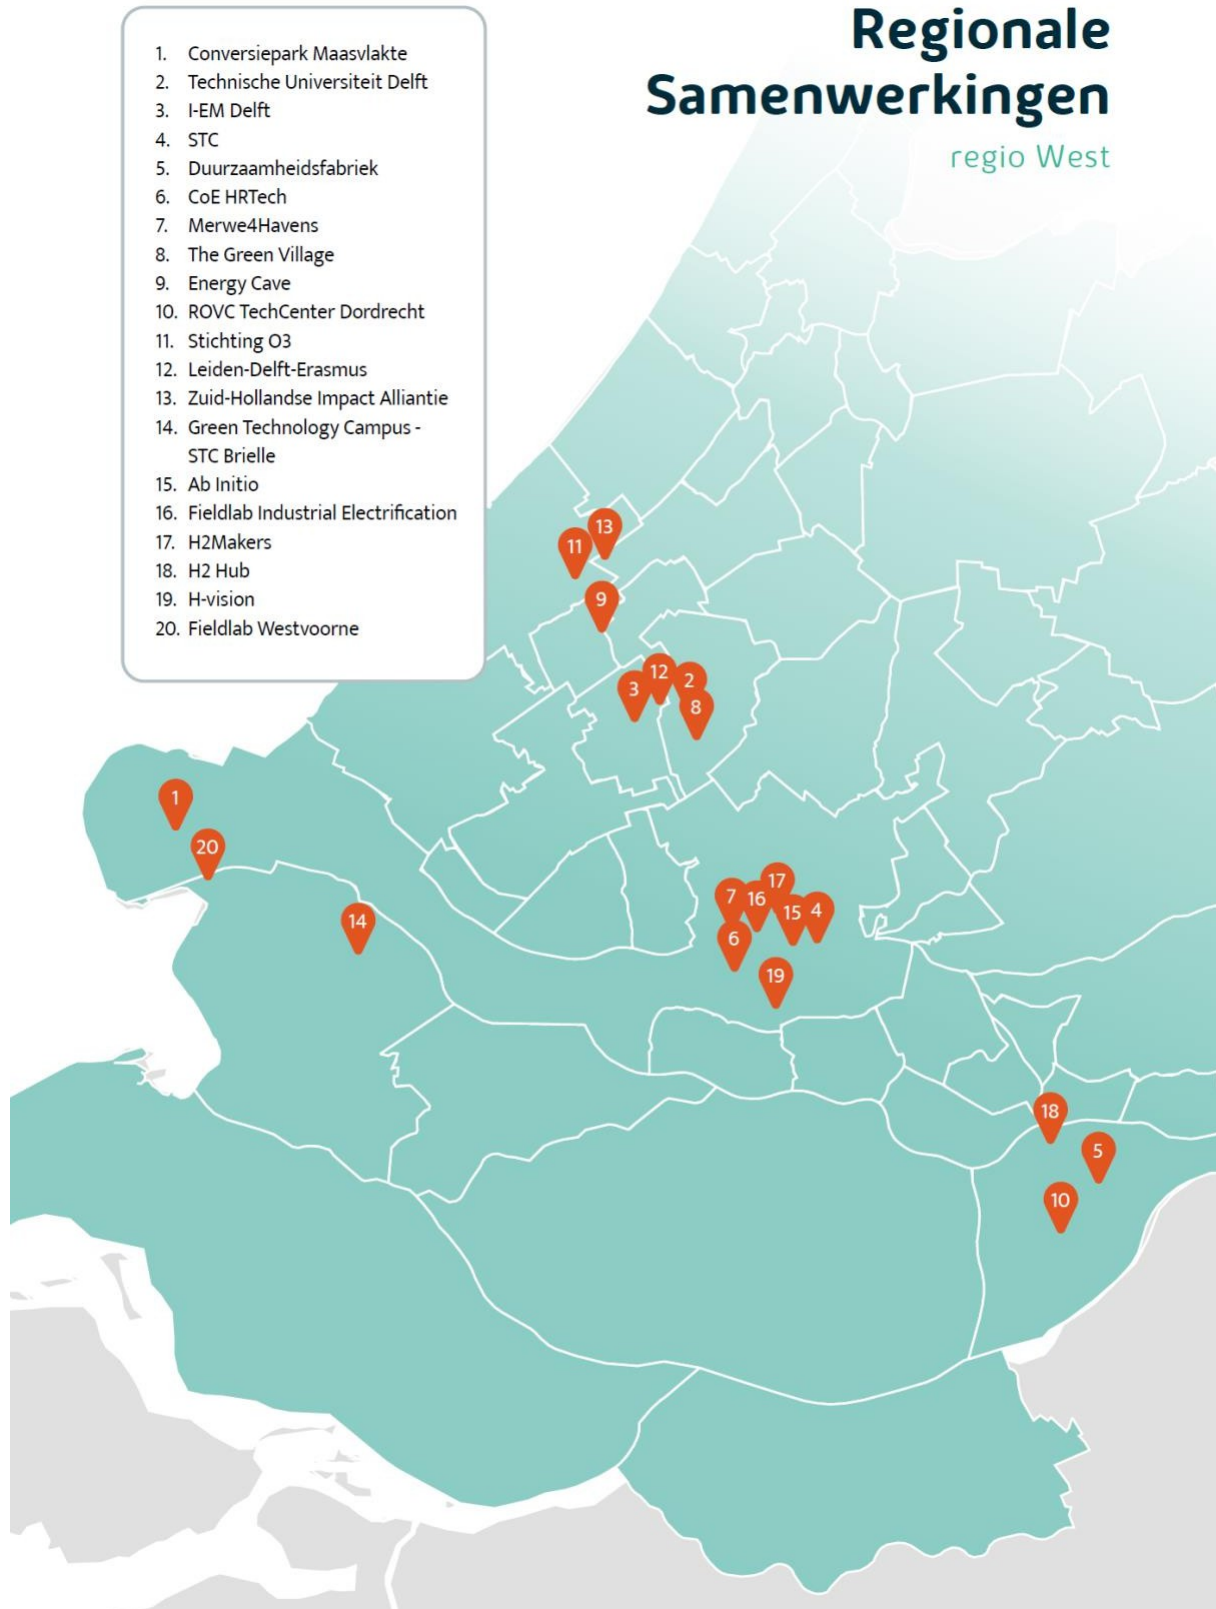 Regionale
Samenwerkingen
regio West
1. Conversiepark Maasvlakte
2. Technische Universiteit Delft
3. I-EM Delft
4. STC
5. Duurzaamheidsfabriek
6. CoE HRTech
7. Merwe4Havens
8. The Green Village
9. Energy Cave
10. ROVC TechCenter Dordrecht
11. Stichting O3
12. Leiden-Delft-Erasmus
13. Zuid-Hollandse Impact Alliantie
14. Green Technology Campus -
STC Brielle
15. Ab Initio
16. Fieldlab Industrial Electrification
17. H2Makers
18. H2 Hub
19. H-vision
20. Fieldlab Westvoorne
13
11
9
12
3
2
8
1
20
14
17
7
16
15
4
6
19
18
5
10